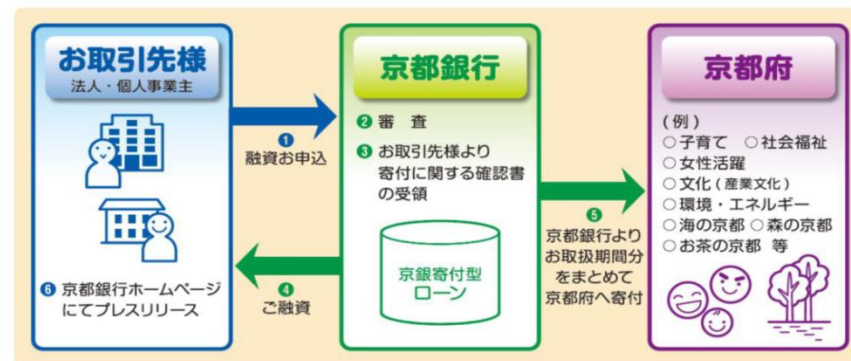 お取引先様
法人・個人事業主
❻ 京都銀行ホームページ
にてプレスリリース
❶
融資お申込
❹
ご融資
京都銀行
❷ 審 査
❸ お取引先様より
寄付に関する確認書
の受領
京銀寄付型
ローン
❺
京都銀行より
お取扱期間分
をまとめて
京都府へ寄付
京都府
(例)
○子育て ○社会福祉
○女性活躍
○文化(産業文化)
○環境・エネルギー
○海の京都 ○森の京都
○お茶の京都 等